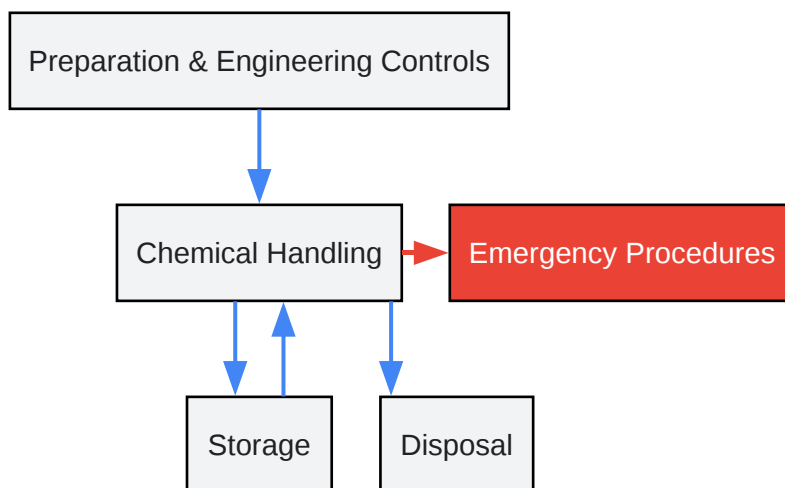 Preparation & Engineering Controls
Chemical Handling
Emergency Procedures
Storage
Disposal